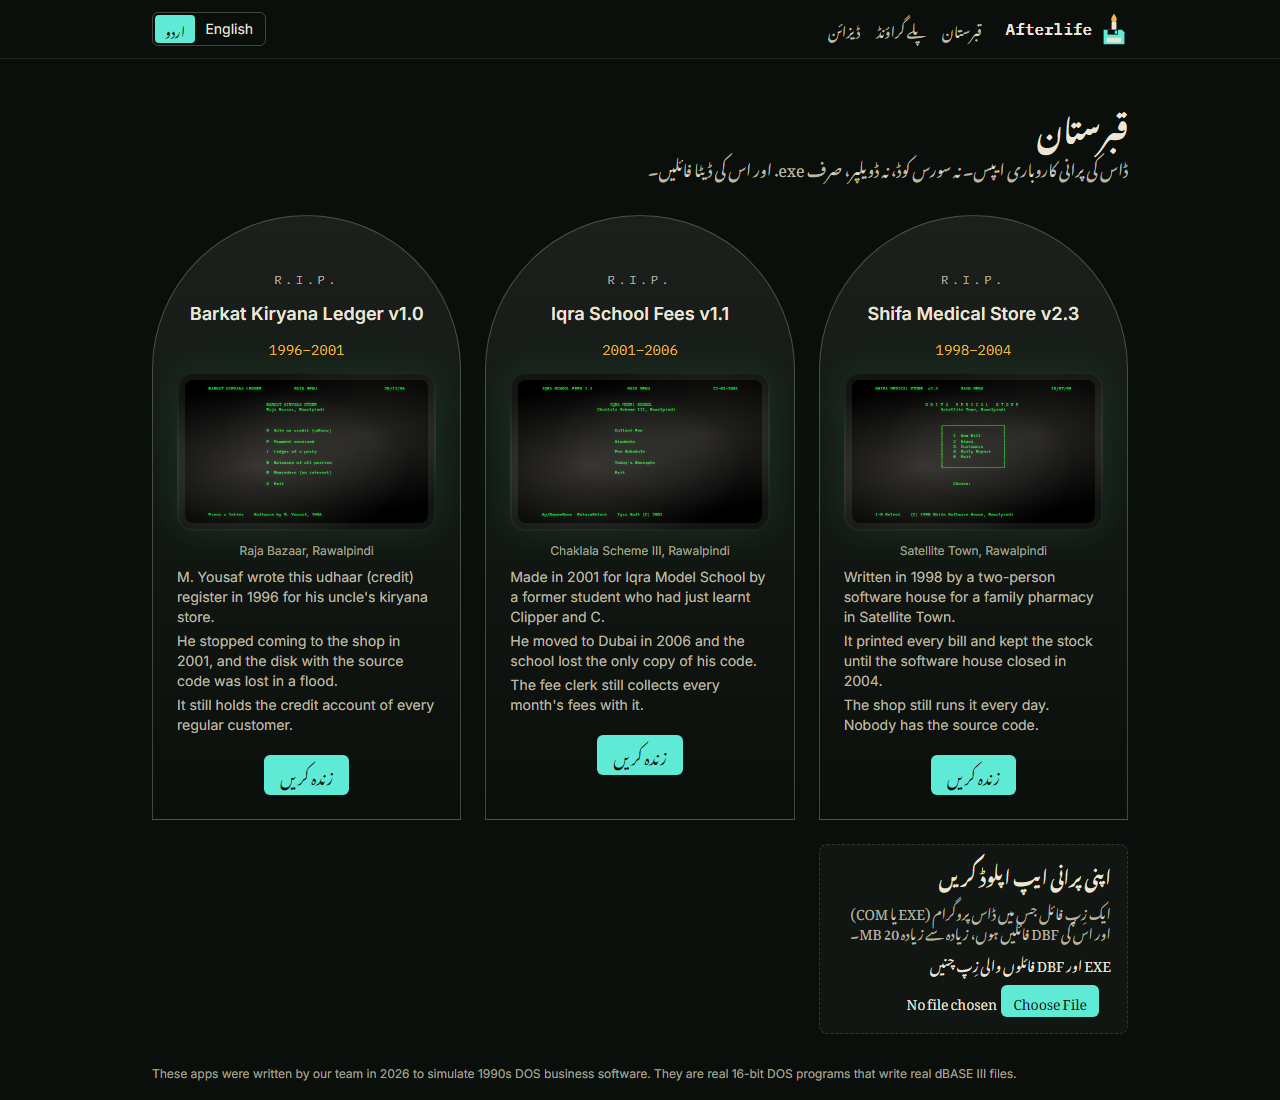 Afterlife
قبرستان
پلے گراؤنڈ
ڈیزائن
English
اردو
قبرستان
ڈاس کی پرانی کاروباری ایپس۔ نہ سورس کوڈ، نہ ڈویلپر، صرف exe. اور اس کی ڈیٹا فائلیں۔
R.I.P.
Shifa Medical Store v2.3
1998–2004
Satellite Town, Rawalpindi
Written in 1998 by a two-person
software house for a family pharmacy
in Satellite Town.
It printed every bill and kept the stock
until the software house closed in
2004.
The shop still runs it every day.
Nobody has the source code.
زندہ کریں
R.I.P.
Iqra School Fees v1.1
2001–2006
Chaklala Scheme III, Rawalpindi
Made in 2001 for Iqra Model School by
a former student who had just learnt
Clipper and C.
He moved to Dubai in 2006 and the
school lost the only copy of his code.
The fee clerk still collects every
month's fees with it.
زندہ کریں
R.I.P.
Barkat Kiryana Ledger v1.0
1996–2001
Raja Bazaar, Rawalpindi
M. Yousaf wrote this udhaar (credit)
register in 1996 for his uncle's kiryana
store.
He stopped coming to the shop in
2001, and the disk with the source
code was lost in a flood.
It still holds the credit account of every
regular customer.
زندہ کریں
اپنی پرانی ایپ اپلوڈ کریں
ایک زِپ فائل جس میں ڈاس پروگرام (EXE یا COM)
اور اس کی DBF فائلیں ہوں، زیادہ سے زیادہ 20 MB۔
EXE اور DBF فائلوں والی زِپ چنیں
Choose File No file chosen
These apps were written by our team in 2026 to simulate 1990s DOS business software. They are real 16-bit DOS programs that write real dBASE III files.